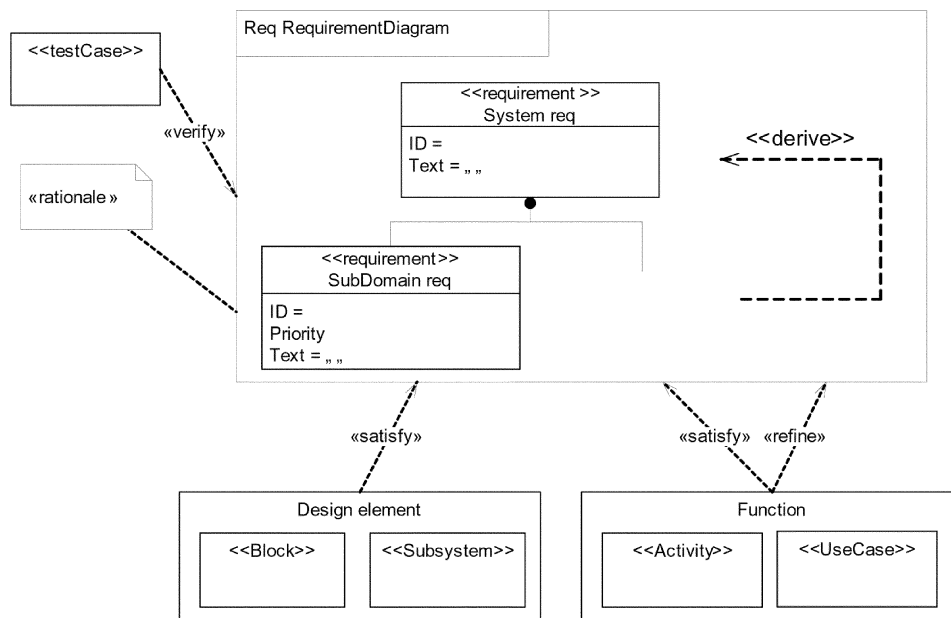 Req RequirementDiagram
<<testCase>>
<<requirement >>
System req
ID =
Text = „ „
«verify»
<<derive>>
«rationale »
<<requirement>>
SubDomain req
ID =
Priority
Text = „ „
«satisfy»
«satisfy»
«refine»
Design element
<<Block>>
<<Subsystem>>
Function
<<Activity>>
<<UseCase>>